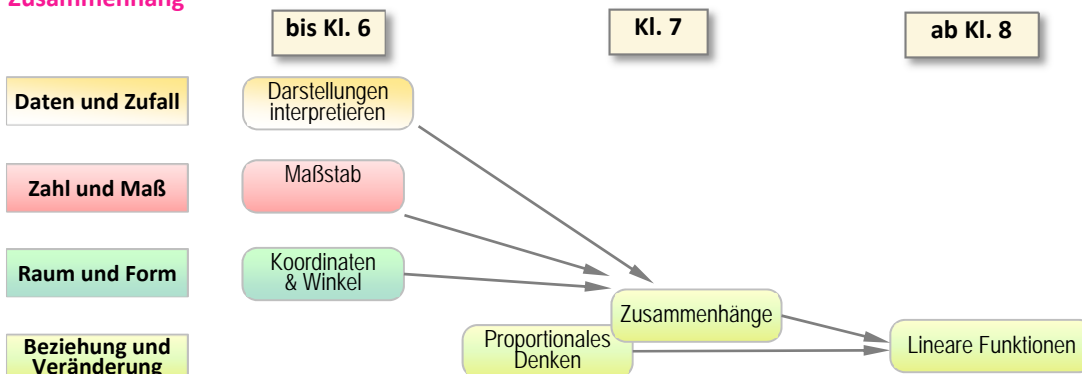 Zusammenhang
bis Kl. 6
Kl. 7
ab Kl. 8
Daten und Zufall
Darstellungen
interpretieren
Zahl und Maß
Maßstab
Raum und Form
Koordinaten
& Winkel
Zusammenhänge
Beziehung und
Veränderung
Proportionales
Denken
Lineare Funktionen